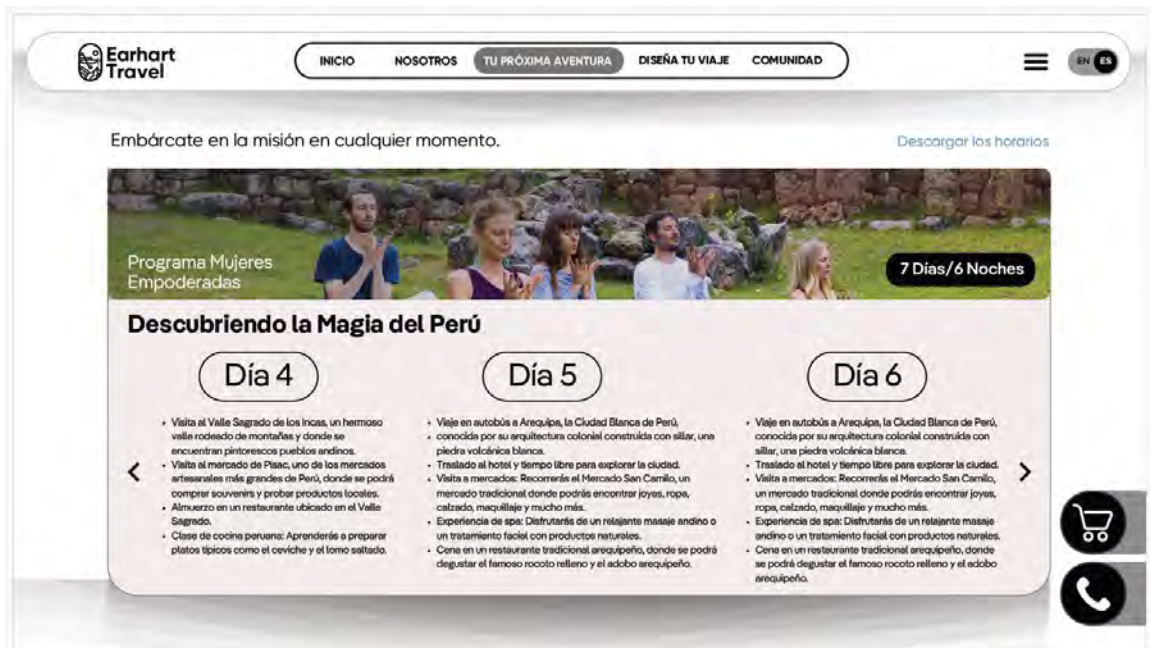 Earhart
Travel
INICIO
NOSOTROS
TU PRÓXIMA AVENTURA
DISEÑA TU VIAJE
COMUNIDAD
EN ES
Embárcate en la misión en cualquier momento.
Descargar los horarios
Programa Mujeres
Empoderadas
7 Días/6 Noches
Descubriendo la Magia del Perú
Día 4
• Visita al Valle Sagrado de los Incas, un hermoso
valle rodeado de montañas y donde se
encuentran pintorescos pueblos andinos.
• Visita al mercado de Pisac, uno de los mercados
artesanales más grandes de Perú, donde se podrá
comprar souvenirs y probar productos locales.
• Almuerzo en un restaurante ubicado en el Valle
Sagrado.
• Clase de cocina peruana: Aprenderás a preparar
platos típicos como el ceviche y el lomo saltado.
Día 5
• Viaje en autobús a Arequipa, la Ciudad Blanca de Perú,
• conocida por su arquitectura colonial construida con sillar, una
piedra volcánica blanca.
• Traslado al hotel y tiempo libre para explorar la ciudad.
• Visita a mercados: Recorrerás el Mercado San Camilo, un
mercado tradicional donde podrás encontrar joyas, ropa,
calzado, maquillaje y mucho más.
• Experiencia de spa: Disfrutarás de un relajante masaje andino o
un tratamiento facial con productos naturales.
• Cena en un restaurante tradicional arequipeño, donde se podrá
degustar el famoso rocoto relleno y el adobo arequipeño.
Día 6
• Viaje en autobús a Arequipa, la Ciudad Blanca de Perú,
conocida por su arquitectura colonial construida con
sillar, una piedra volcánica blanca.
• Traslado al hotel y tiempo libre para explorar la ciudad.
• Visita a mercados: Recorrerás el Mercado San Camilo,
un mercado tradicional donde podrás encontrar joyas,
ropa, calzado, maquillaje y mucho más.
• Experiencia de spa: Disfrutarás de un relajante masaje
andino o un tratamiento facial con productos naturales.
• Cena en un restaurante tradicional arequipeño, donde
se podrá degustar el famoso rocoto relleno y el adobo
arequipeño.